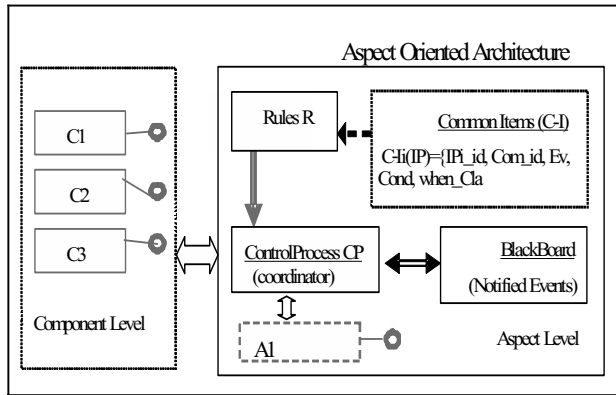 Aspect Oriented Architecture
C1
C2
C3
Component Level
Rules R
Common Items (C-I)
C-Ii(IP)={IPi_id, Com_id, Ev,
Cond, when_Cla
ControlProcess CP
(coordinator)
BlackBoard
(Notified Events)
A1
Aspect Level